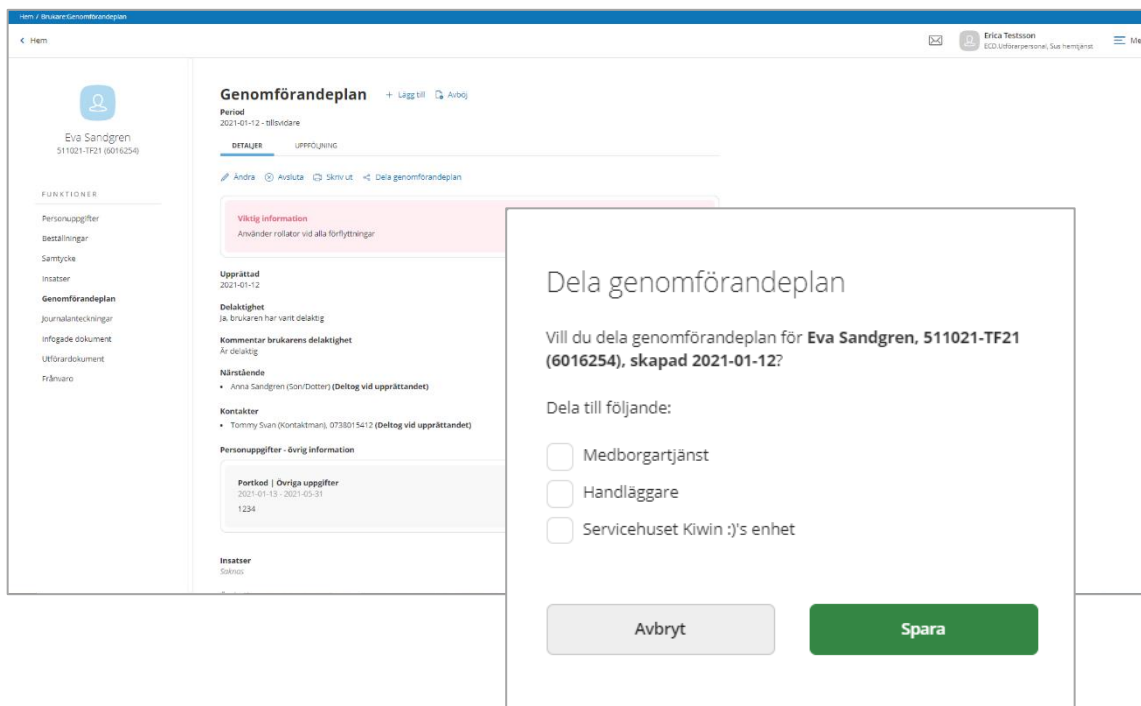 Hem / Brukare:Genomförandeplan
Hem
Erica Testsson
ECD.Utförarpersonal, Sus hemtjänst
Me
Eva Sandgren
511021-TF21 (6016254)
FUNKTIONER
Personuppgifter
Beställningar
Samtycke
Insatser
Genomförandeplan
Journalanteckningar
Infogade dokument
Utförardokument
Frånvaro
Genomförandeplan + Lägg till Avböj
Period
2021-01-12 - tillsvidare
DETALJER UPPFÖLJNING
Ändra Avsluta Skriv ut Dela genomförandeplan
Viktig information
Använder rollator vid alla förflyttningar
Upprättad
2021-01-12
Delaktighet
Ja, brukaren har varit delaktig
Kommentar brukarens delaktighet
Är delaktig
Närstående
• Anna Sandgren (Son/Dotter) (Deltog vid upprättandet)
Kontakter
• Tommy Svan (Kontaktman), 0738015412 (Deltog vid upprättandet)
Personuppgifter - övrig information
Portkod | Övriga uppgifter
2021-01-13 - 2021-05-31
1234
Insatser
Saknas
Dela genomförandeplan
Vill du dela genomförandeplan för Eva Sandgren, 511021-TF21
(6016254), skapad 2021-01-12?
Dela till följande:
Medborgartjänst
Handläggare
Servicehuset Kiwin :)'s enhet
Avbryt
Spara